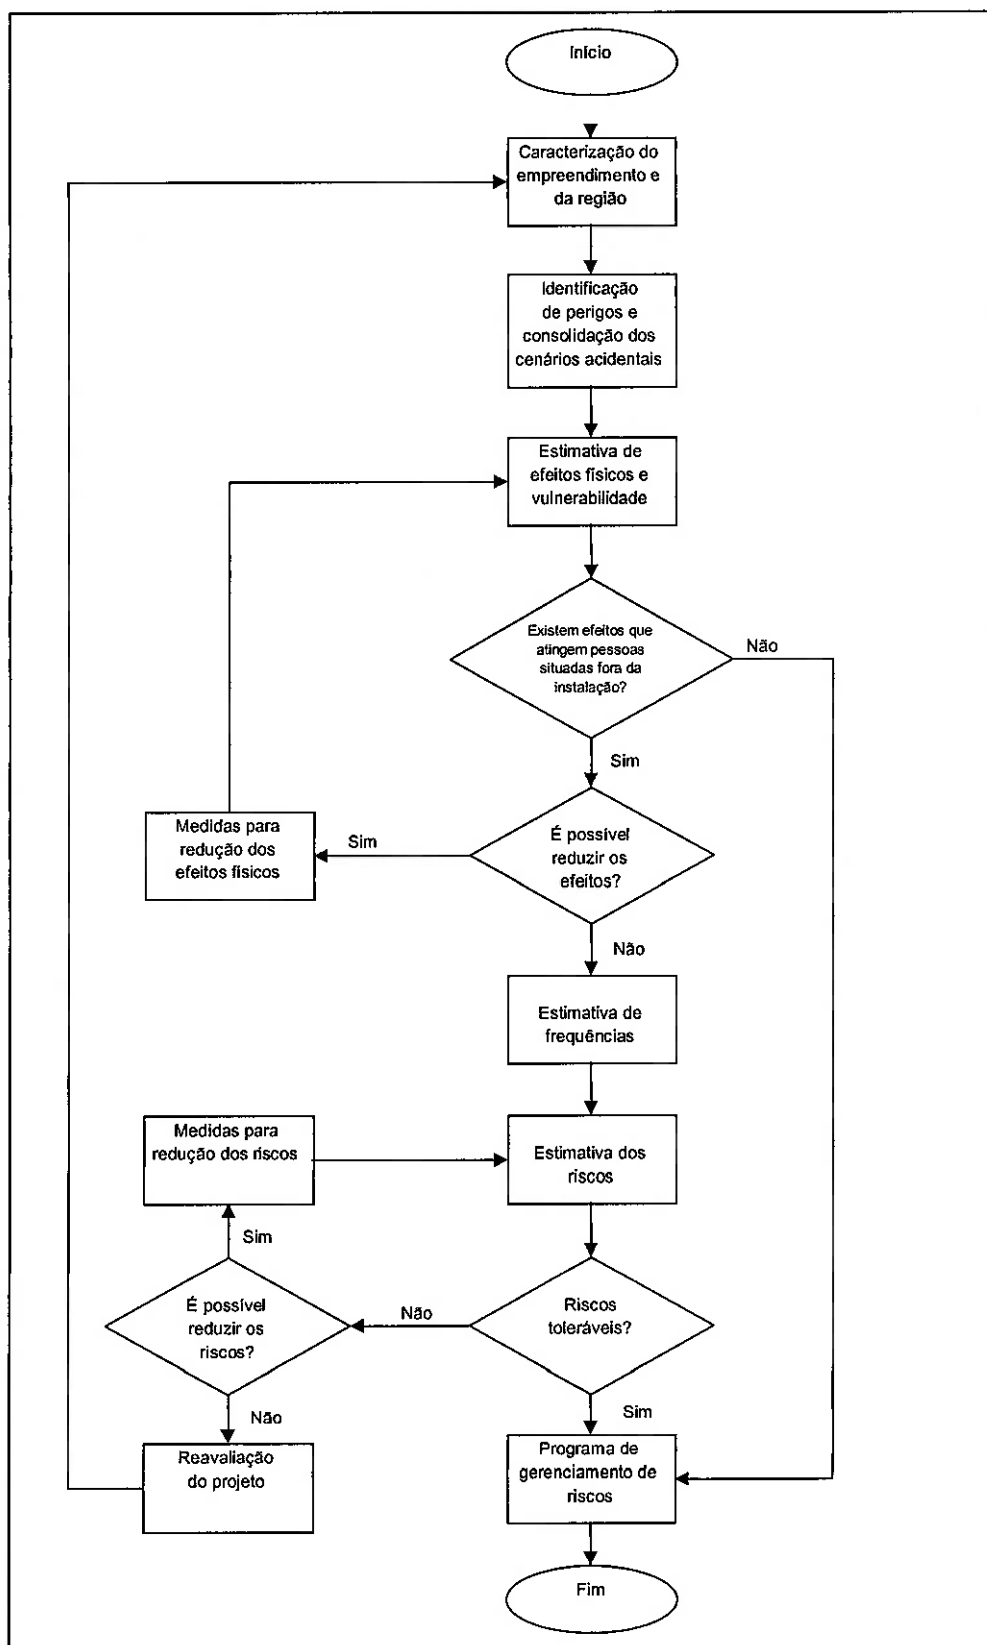 Início
Caracterização do
empreendimento e
da região
Identificação
de perigos e
consolidação dos
cenários acidentais
Estimativa de
efeitos físicos e
vulnerabilidade
Existem efeitos que
atingem pessoas
situadas fora da
instalação?
Não
Sim
Medidas para
redução dos
efeitos físicos
Sim
É possível
reduzir os
efeitos?
Não
Estimativa de
frequências
Medidas para
redução dos riscos
Estimativa dos
riscos
Sim
É possível
reduzir os
riscos?
Não
Riscos
toleráveis?
Não
Sim
Reavaliação
do projeto
Programa de
gerenciamento de
riscos
Fim